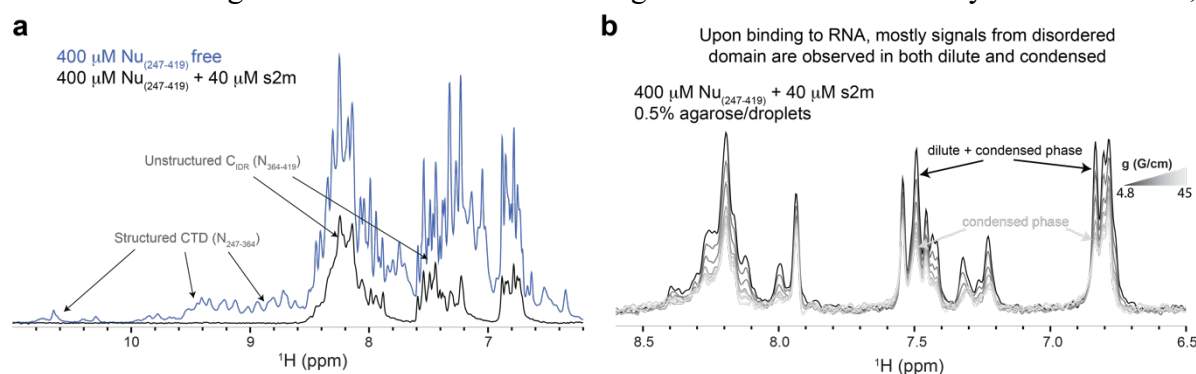 a
400 μM Nu(247-419) free
400 μM Nu(247-419) + 40 μM s2m
Unstructured CIDR (N364-419)
Structured CTD (N247-364)
10 9 8 7
¹H (ppm)
b
Upon binding to RNA, mostly signals from disordered
domain are observed in both dilute and condensed
400 μM Nu(247-419) + 40 μM s2m
0.5% agarose/droplets
dilute + condensed phase
g (G/cm)
4.8 45
condensed phase
8.5 8.0 7.5 7.0 6.5
¹H (ppm)